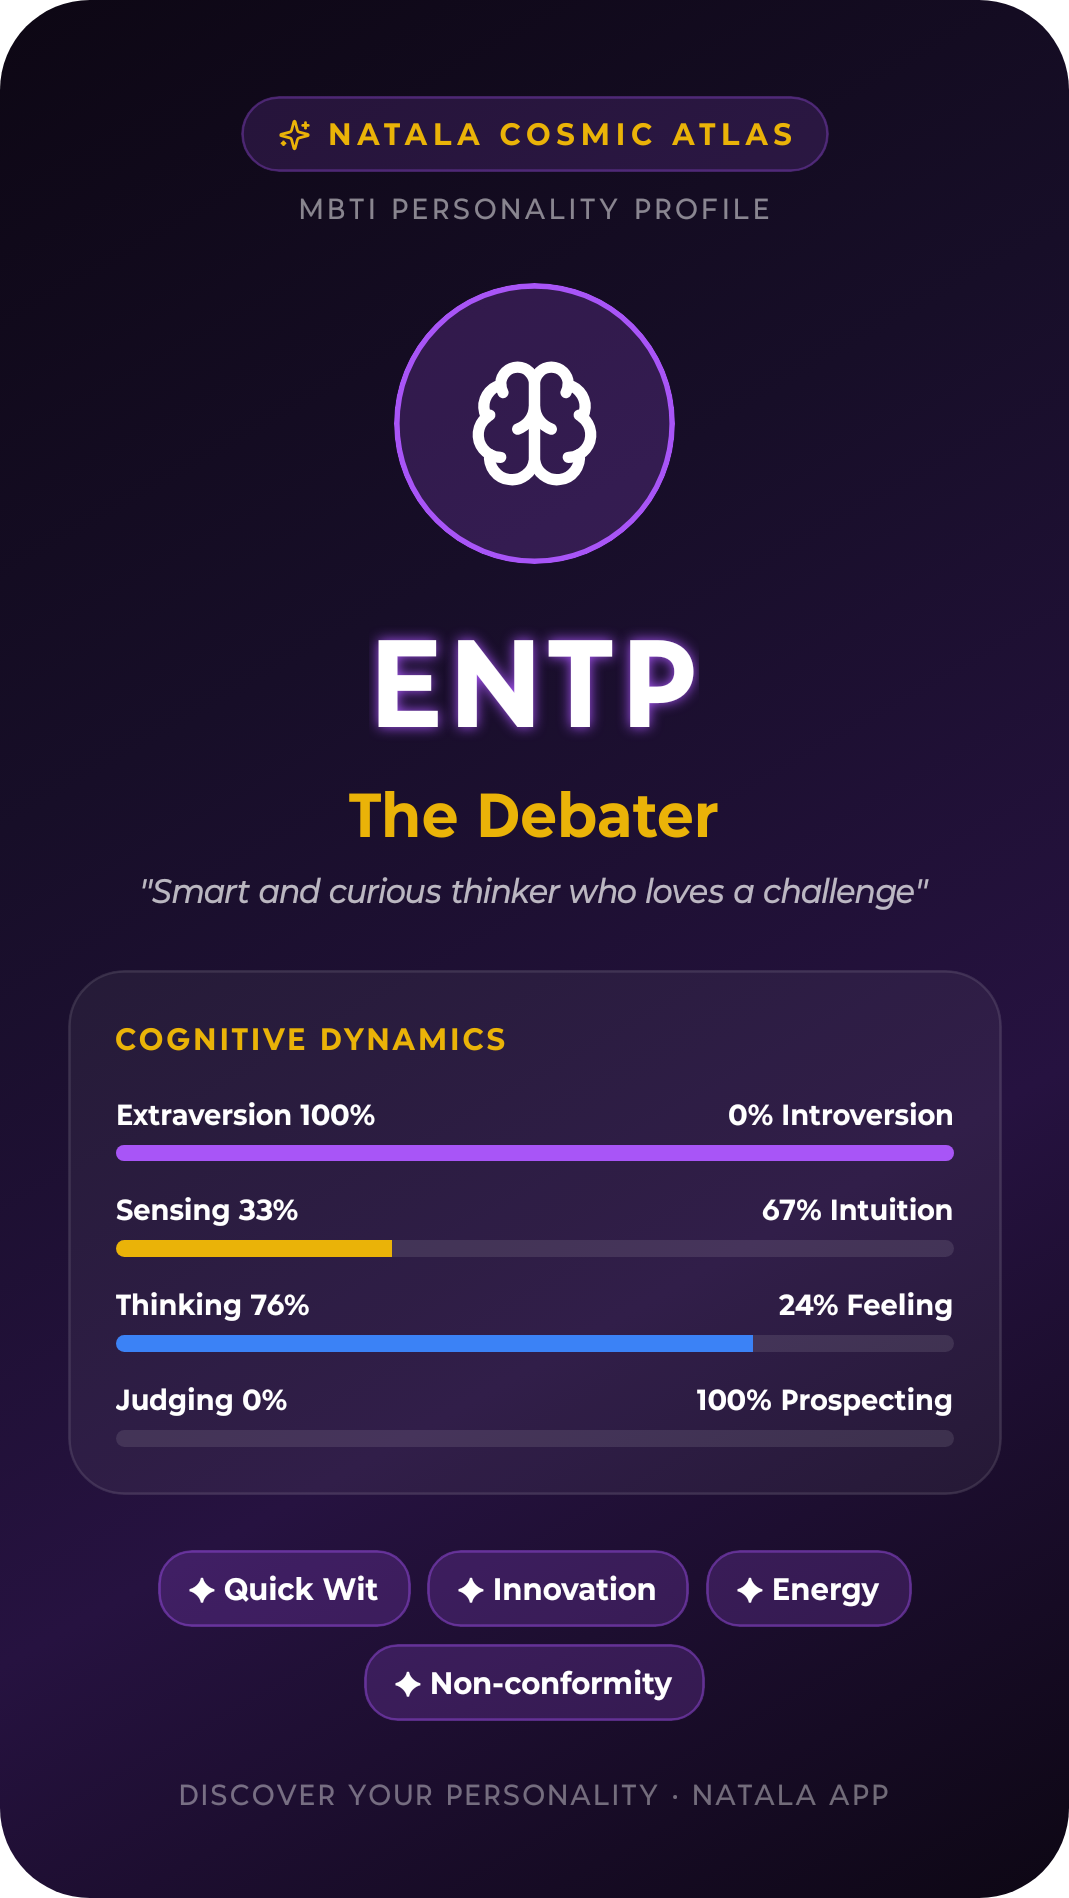 NATALA COSMIC ATLAS
MBTI PERSONALITY PROFILE
ENTP
The Debater
"Smart and curious thinker who loves a challenge"
COGNITIVE DYNAMICS
Extraversion 100% 0% Introversion
Sensing 33% 67% Intuition
Thinking 76% 24% Feeling
Judging 0% 100% Prospecting
✦ Quick Wit ✦ Innovation ✦ Energy
✦ Non-conformity
DISCOVER YOUR PERSONALITY · NATALA APP